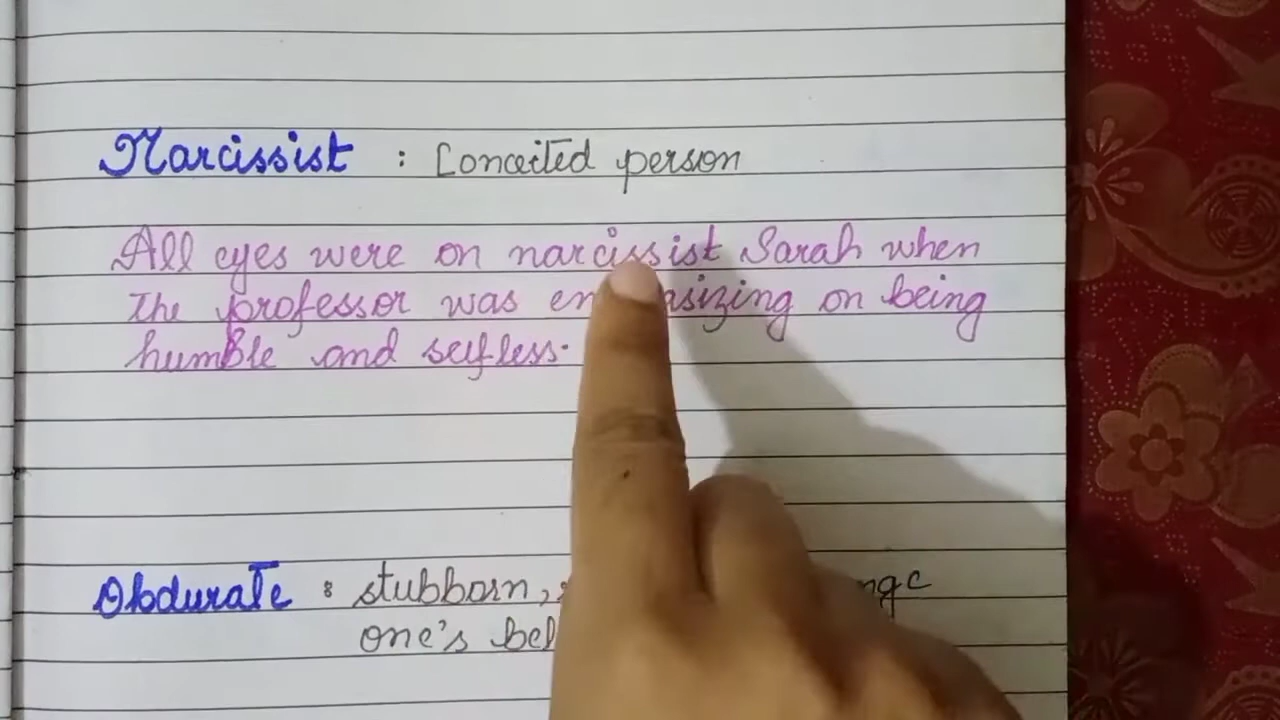 Narcissist : Conceited person
All eyes were on narcissist Sarah when
the professor was on being
humble and selfless.
Obdurate : stubborn,
one's